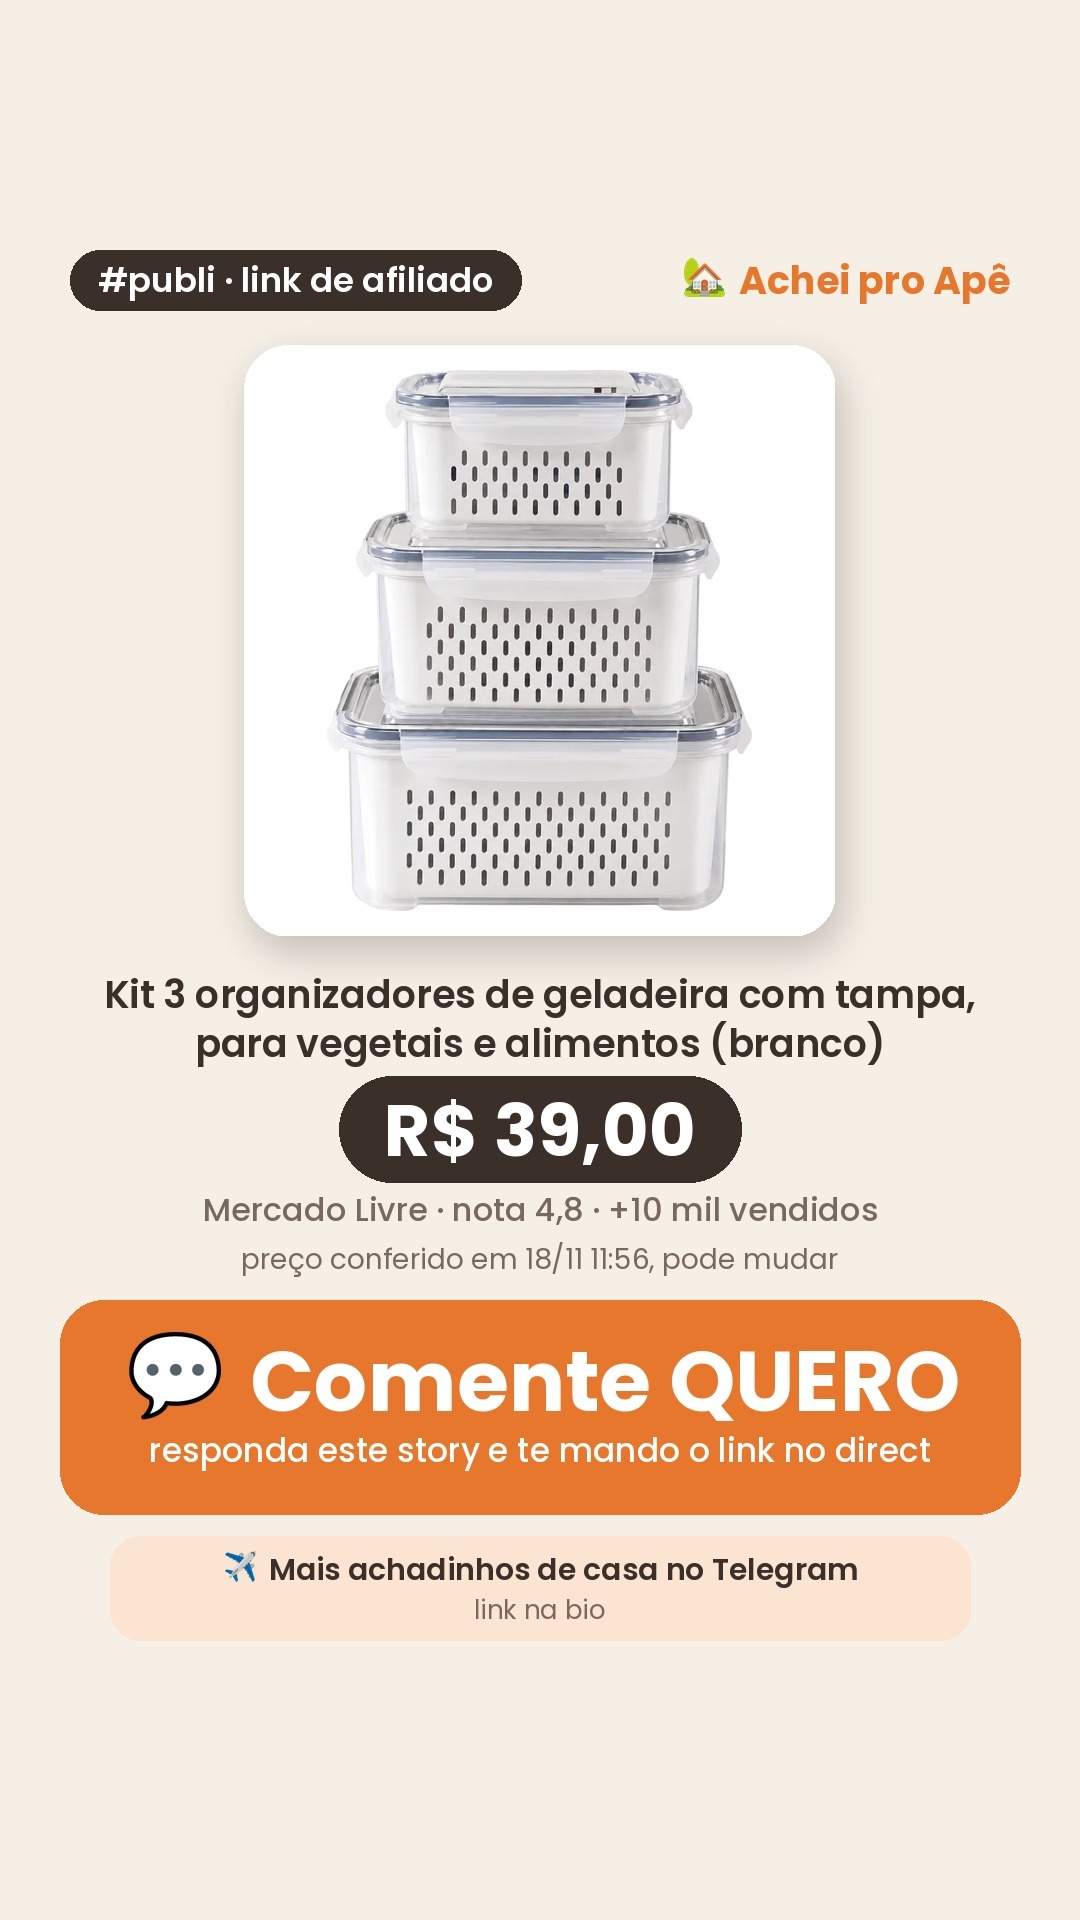 #publi · link de afiliado
🏡 Achei pro Apê
Kit 3 organizadores de geladeira com tampa,
para vegetais e alimentos (branco)
R$ 39,00
Mercado Livre · nota 4,8 · +10 mil vendidos
preço conferido em 18/11 11:56, pode mudar
💬 Comente QUERO
responda este story e te mando o link no direct
✈️ Mais achadinhos de casa no Telegram
link na bio